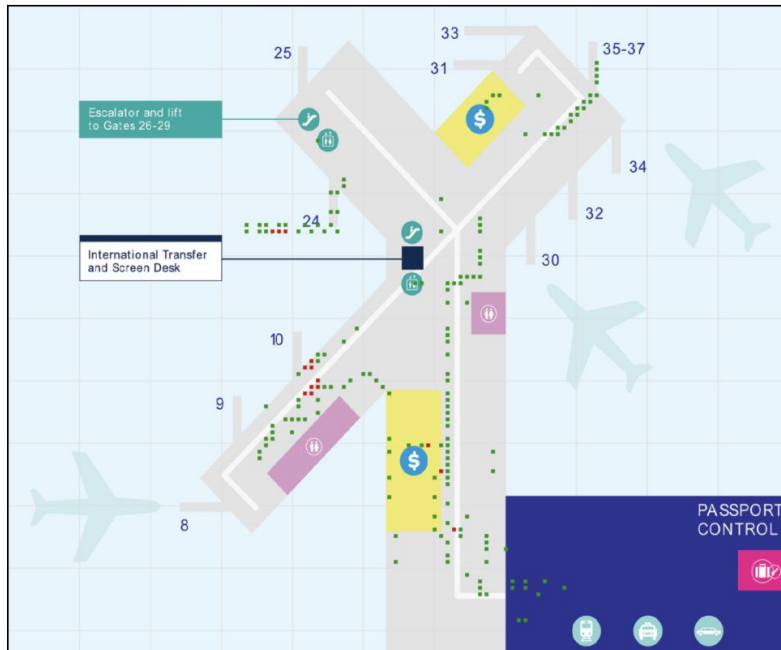 33
35-37
25
31
Escalator and lift
to Gates 26-29
$
34
24
32
International Transfer
and Screen Desk
30
10
9
$
8
PASSPORT
CONTROL